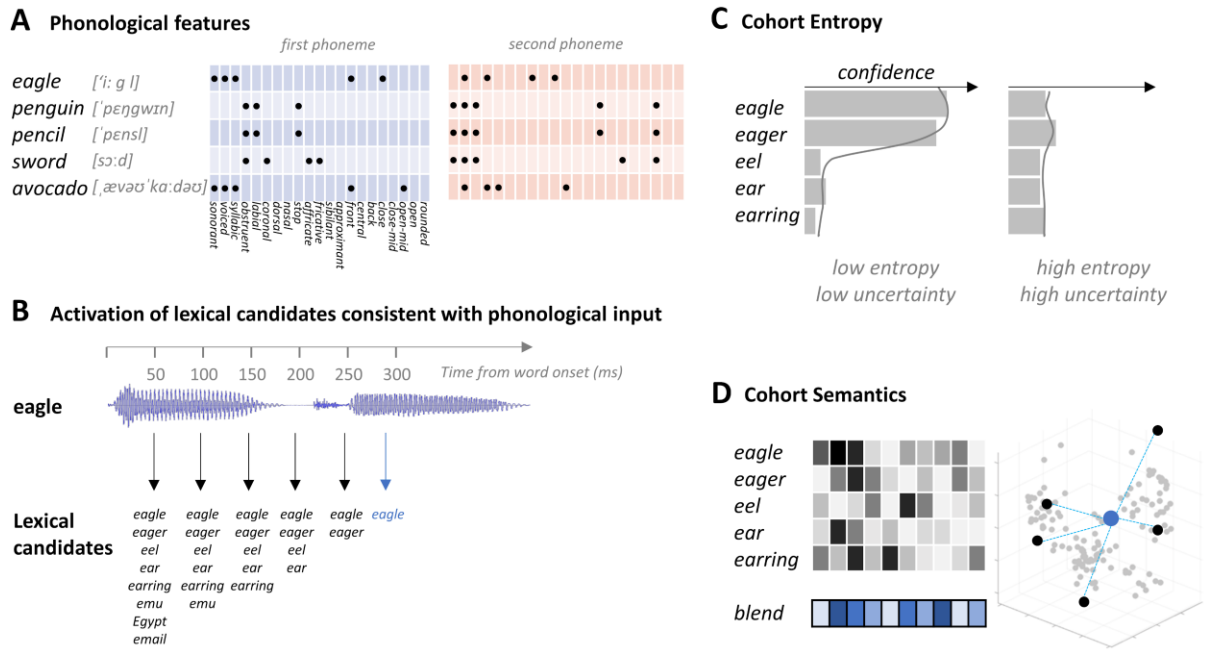 A Phonological features
first phoneme
second phoneme
eagle [ˈiː g l]
penguin [ˈpɛŋgwɪn]
pencil [ˈpɛnsl]
sword [sɔːd]
avocado [ˌævəʊˈkɑːdəʊ]
sonorant
voiced
syllabic
obstruent
labial
coronal
dorsal
nasal
stop
affricate
fricative
sibilant
approximant
front
central
back
close
close-mid
open-mid
open
rounded
B Activation of lexical candidates consistent with phonological input
50 100 150 200 250 300 Time from word onset (ms)
eagle
Lexical
candidates
eagle
eager
eel
ear
earring
emu
Egypt
email
eagle
eager
eel
ear
earring
emu
eagle
eager
eel
ear
earring
eagle
eager
eel
ear
eagle
eager
eagle
C Cohort Entropy
confidence
eagle
eager
eel
ear
earring
low entropy
low uncertainty
high entropy
high uncertainty
D Cohort Semantics
eagle
eager
eel
ear
earring
blend